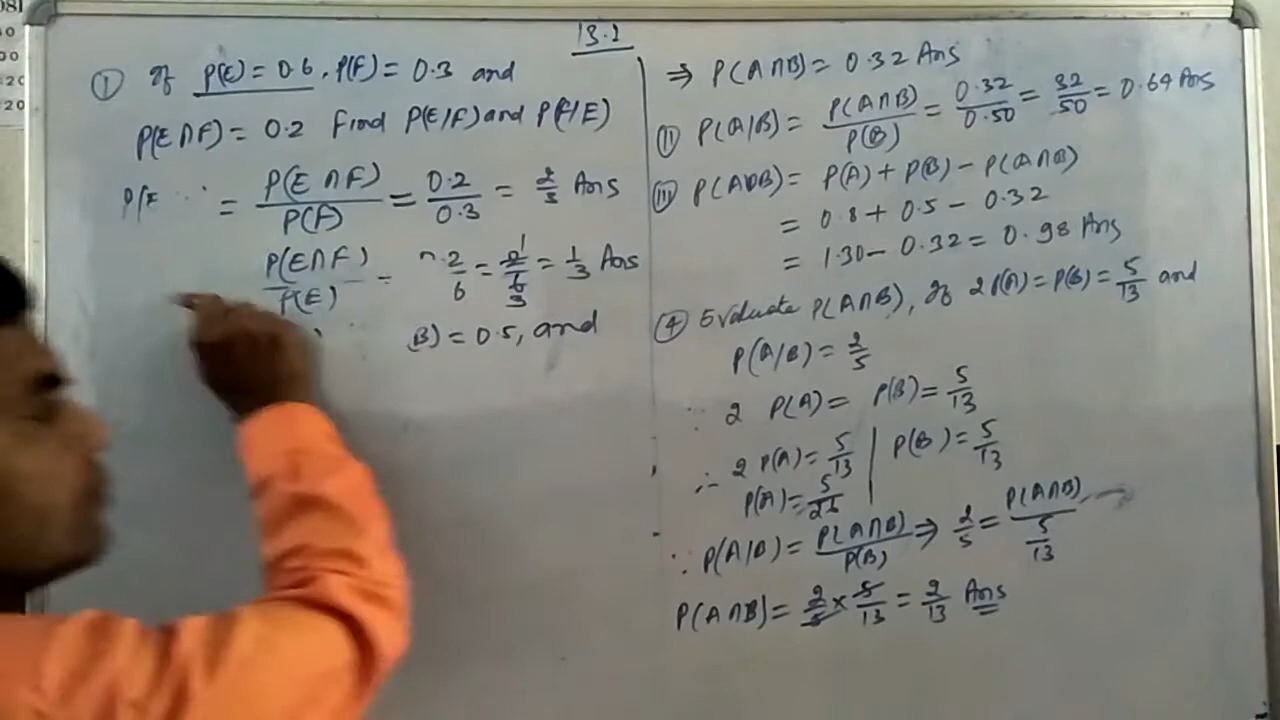 13.1
① If P(E) = 0.6, P(F) = 0.3 and
P(E∩F) = 0.2 Find P(E/F) and P(F/E)
P(E = P(E∩F)/P(F) = 0.2/0.3 = 2/3 Ans
P(E∩F)/P(E) = 2/6 = 2/6 1 3 = 1/3 Ans
B) = 0.5, and
⇒ P(A∩B) = 0.32 Ans
(ii) P(A/B) = P(A∩B)/P(B) = 0.32/0.50 = 32/50 = 0.64 Ans
(iii) P(A∪B) = P(A) + P(B) − P(A∩B)
= 0.8 + 0.5 − 0.32
= 1.30 − 0.32 = 0.98 Ans
④ Evaluate P(A∩B), If 2P(A) = P(B) = 5/13 and
P(A/B) = 2/5
∵ 2 P(A) = P(B) = 5/13
∴ 2P(A) = 5/13 | P(B) = 5/13
P(A) = 5/26
∵ P(A/B) = P(A∩B)/P(B) ⇒ 2/5 = P(A∩B)/(5/13)
P(A∩B) = 2/5 × 5/13 = 2/13 Ans